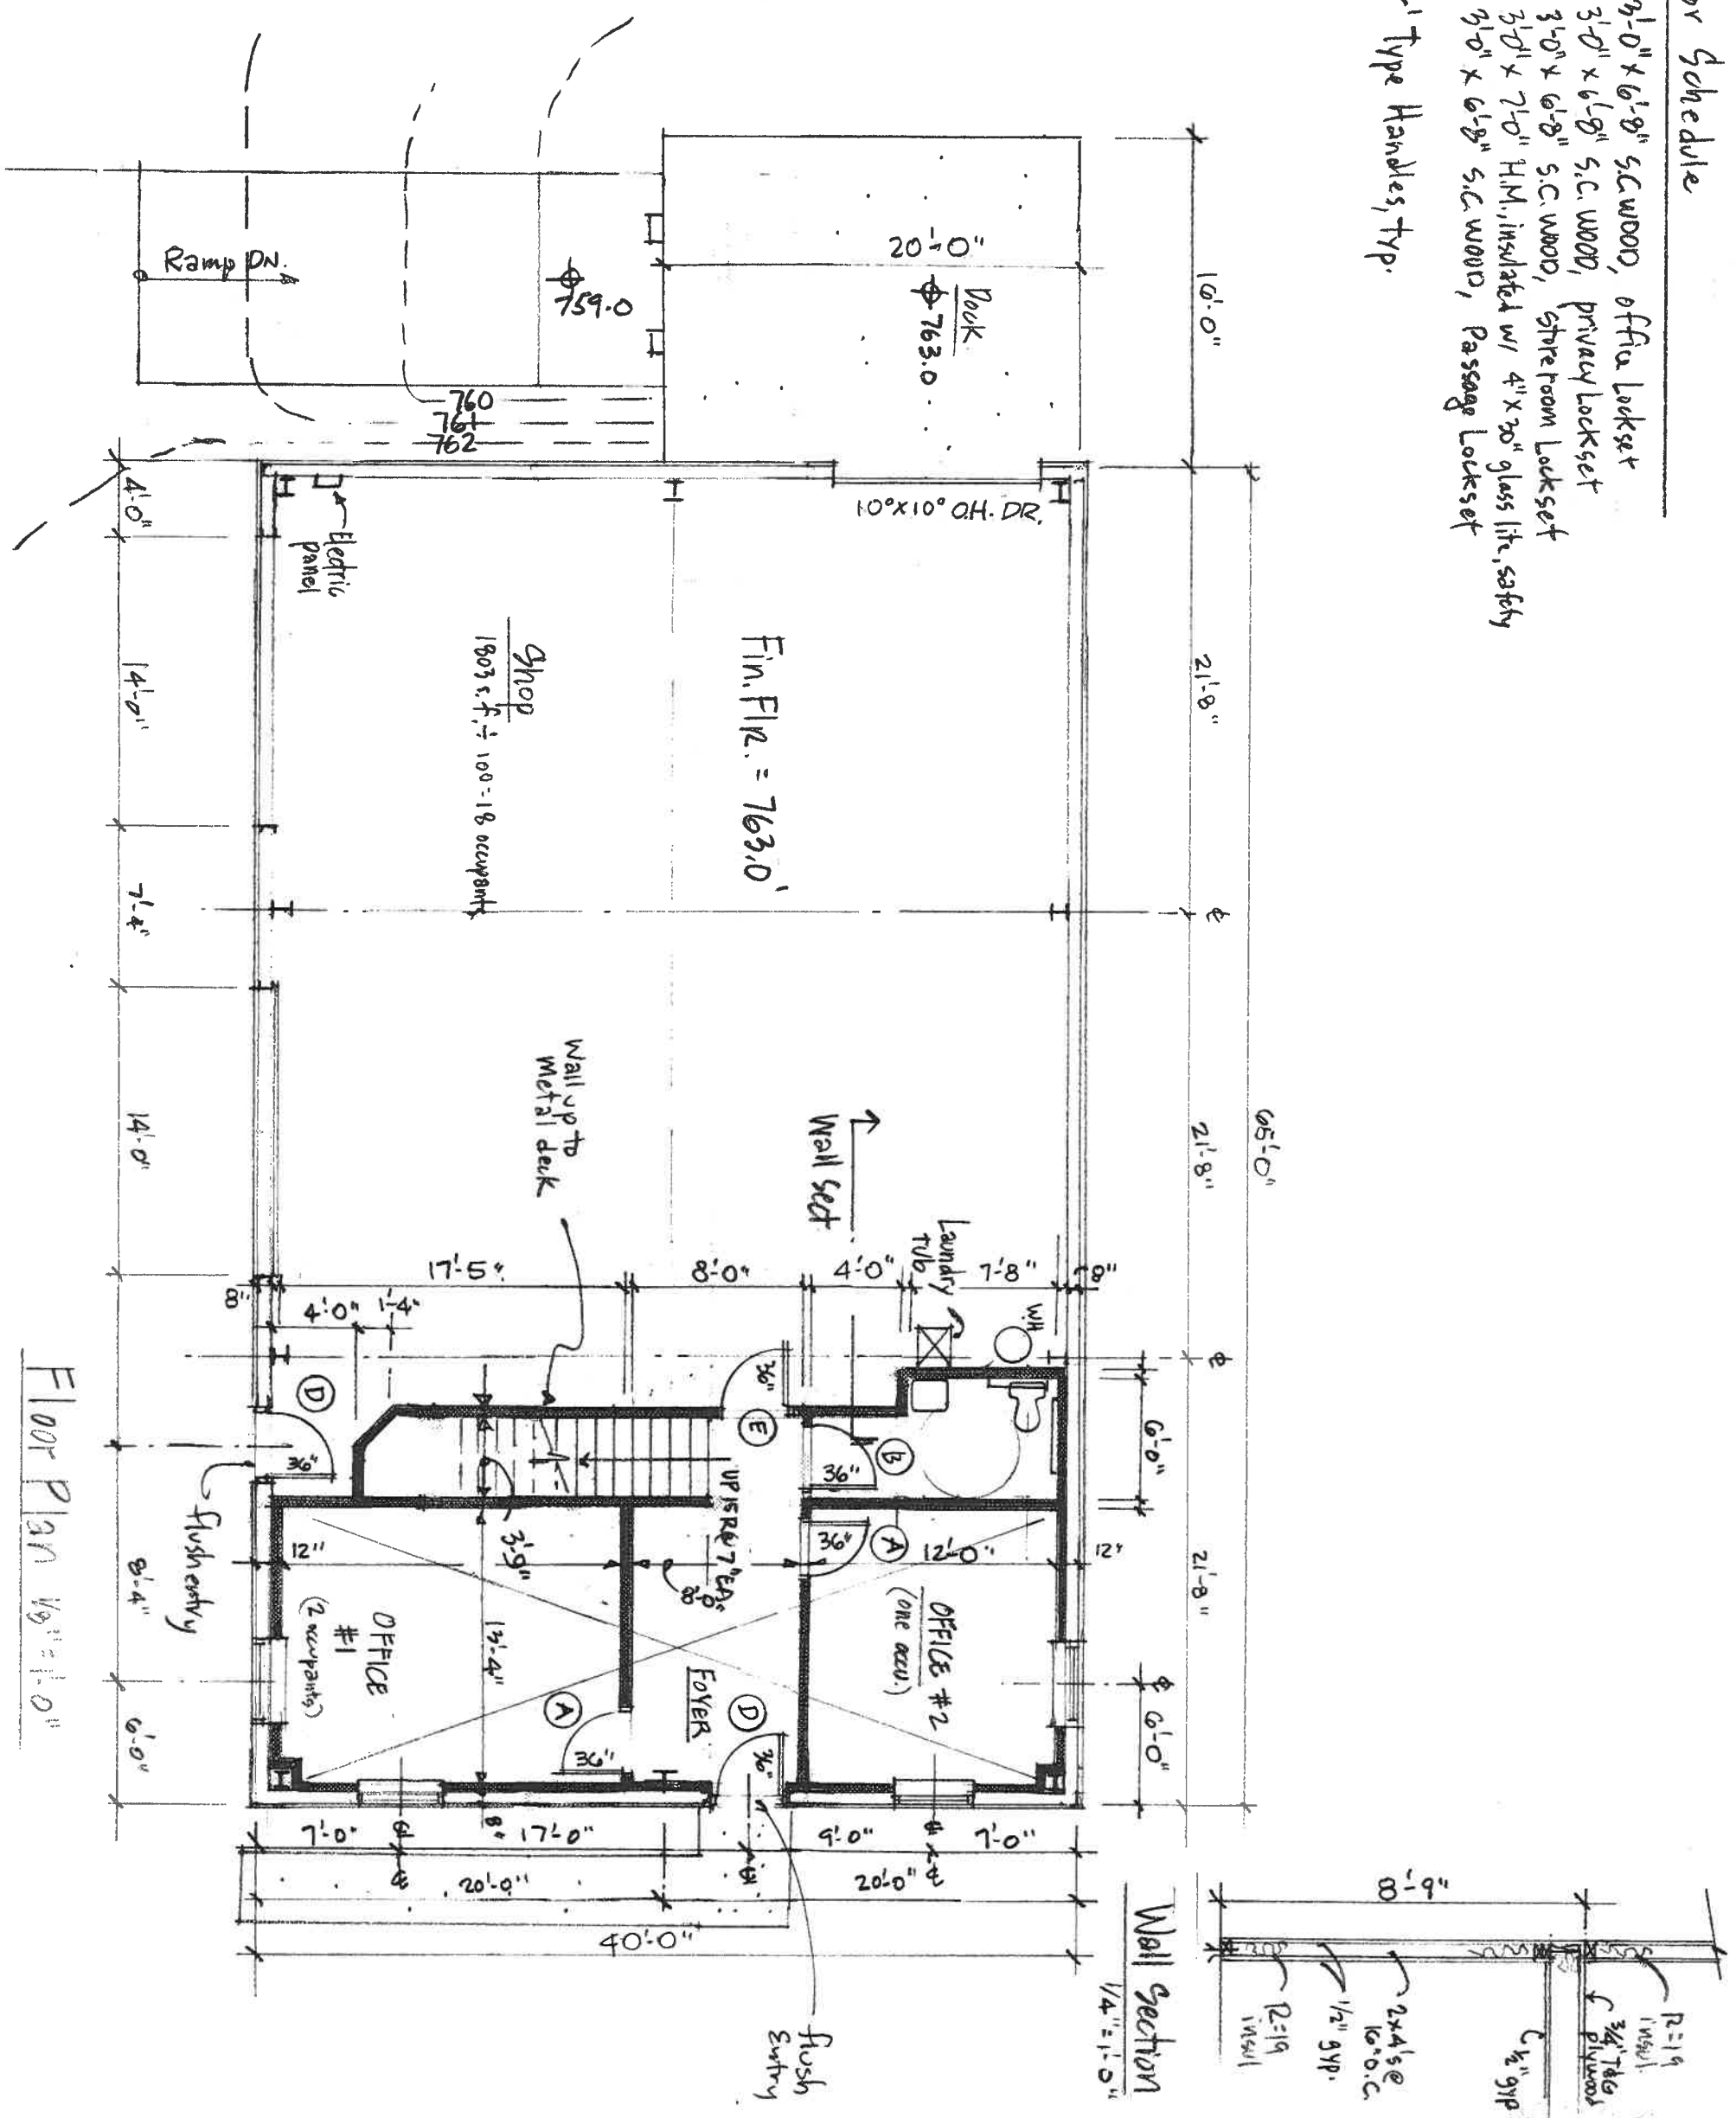 Schedule
3'-0" x 6'-8" S.C. WOOD, office Lockset
3'-0" x 6'-8" S.C. WOOD, privacy Lockset
3'-0" x 6'-8" S.C. WOOD, storeroom Lockset
3'-0" x 7'-0" H.M., insulated w/ 4" x 30" glass lite, safety
3'-0" x 6'-8" S.C. WOOD, Passage Lockset
Type Handles, typ.
16'-0"
21'-8"
21'-8"
65'-0"
21'-8"
6'-0"
6'-0"
20'-0"
Dock
763.0
Ramp DN.
759.0
760
761
762
10° x 10° O.H. DR.
Electric
panel
Fin. Flr. = 763.0'
Shop
1803 s.f. ÷ 100 = 18 occupants
Wall up to
Metal deck
Wall Sect
Laundry
Tub
WH
17'-5"
8'-0"
4'-0"
7'-8"
8"
8"
4'-0"
1'-4"
D
36"
E
36"
B
36"
A
36"
12'-0"
12"
12"
3'-9"
8'-0"
13'-4"
OFFICE
#1
(2 occupants)
OFFICE #2
(one occu.)
FOYER
A
36"
D
36"
flush entry
flush
Entry
4'-0"
14'-0"
7'-4"
14'-0"
8'-4"
6'-0"
7'-0"
8"
17'-0"
9'-0"
7'-0"
20'-0"
20'-0"
40'-0"
Floor Plan 1/8" = 1'-0"
Wall Section
1/4" = 1'-0"
8'-9"
R=19
insul.
3/4" T&G
plywood
1/2" gyp
2x4's @
16" o.c.
1/2" gyp.
R=19
insul